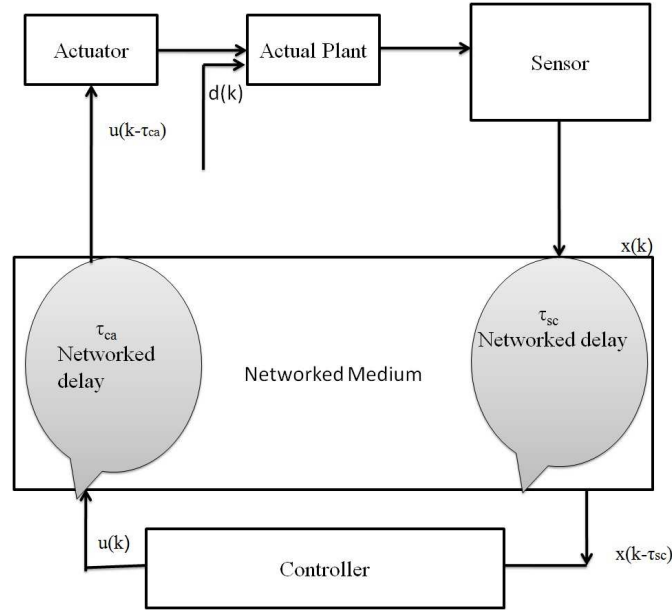 Actuator
Actual Plant
Sensor
d(k)
u(k-τca)
x(k)
τca
Networked
delay
τsc
Networked delay
Networked Medium
u(k)
x(k-τsc)
Controller